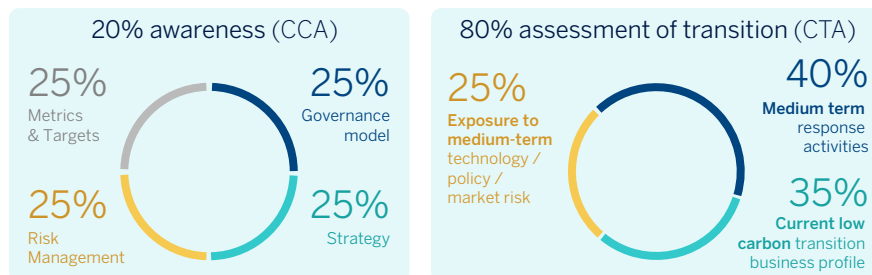 20% awareness (CCA)
25%
Metrics
& Targets
25%
Governance
model
25%
Risk
Management
25%
Strategy
80% assessment of transition (CTA)
25%
Exposure to
medium-term
technology /
policy /
market risk
40%
Medium term
response
activities
35%
Current low
carbon transition
business profile